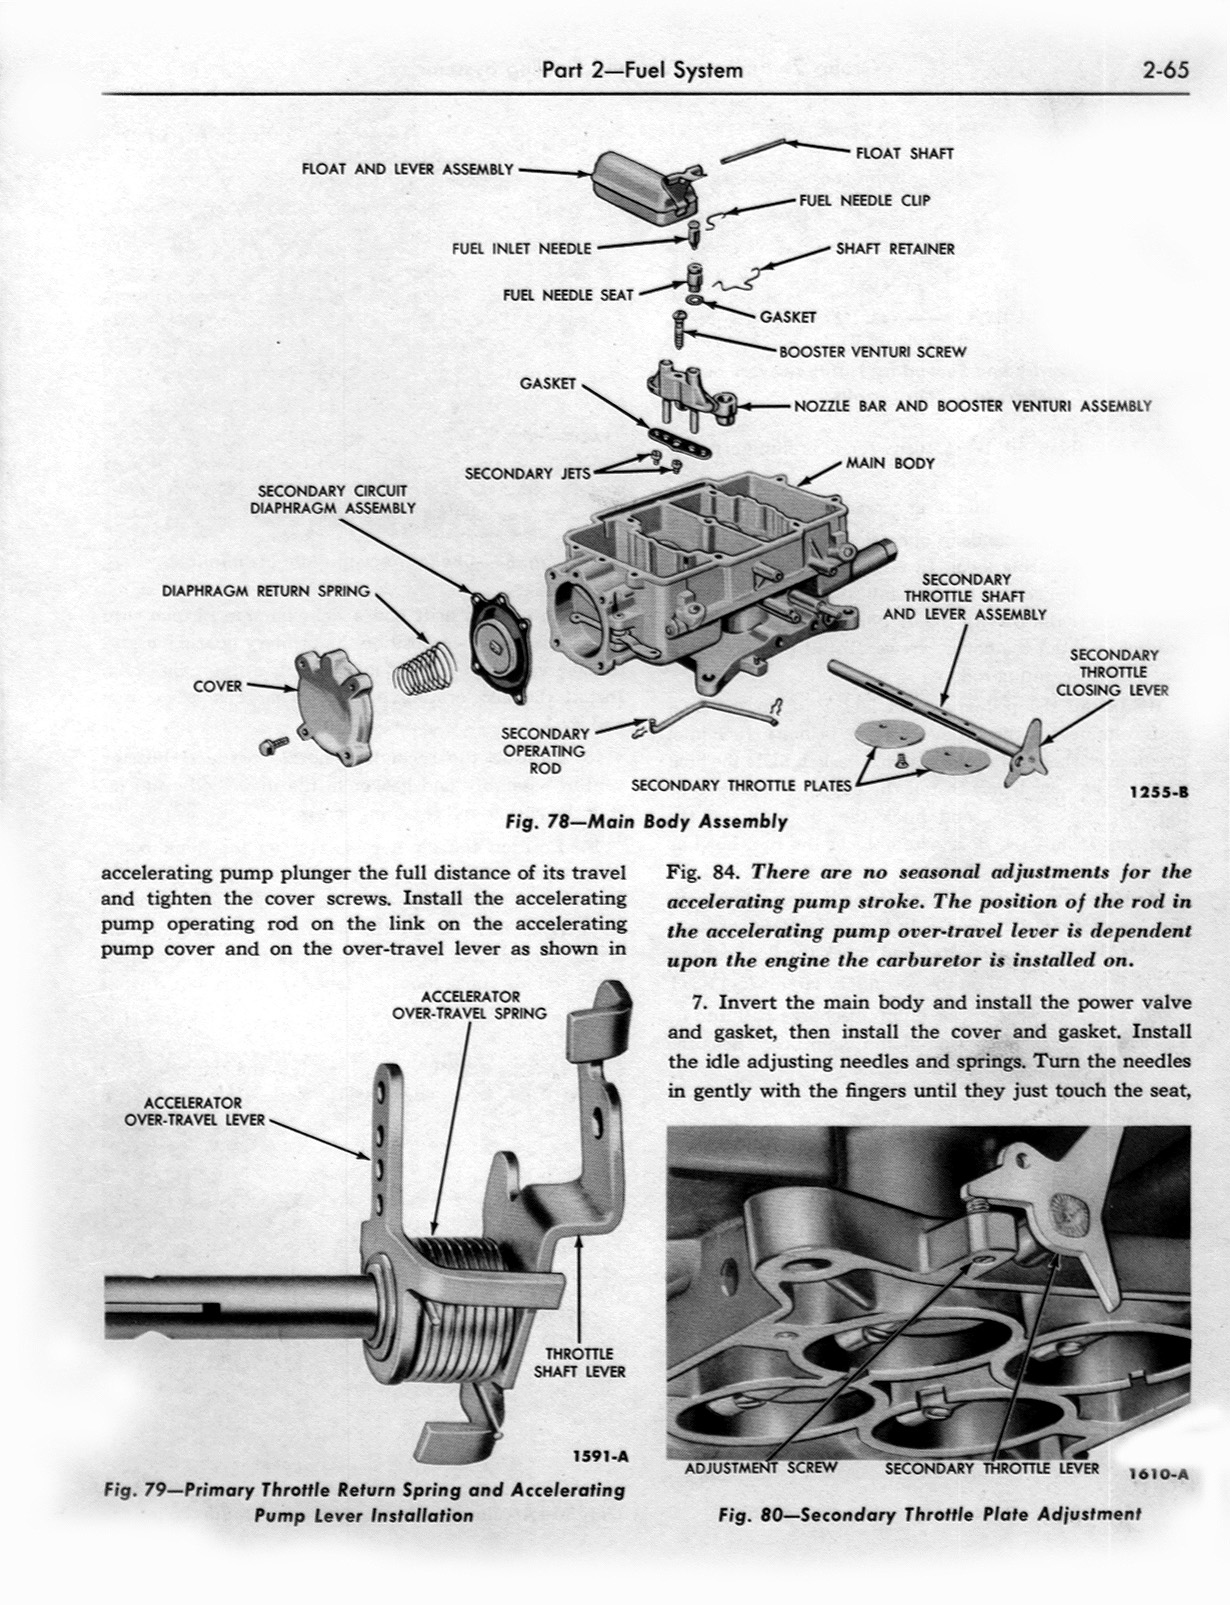 Part 2—Fuel System
2-65
FLOAT SHAFT
FLOAT AND LEVER ASSEMBLY
FUEL NEEDLE CLIP
FUEL INLET NEEDLE
SHAFT RETAINER
FUEL NEEDLE SEAT
GASKET
BOOSTER VENTURI SCREW
GASKET
NOZZLE BAR AND BOOSTER VENTURI ASSEMBLY
SECONDARY JETS
MAIN BODY
SECONDARY CIRCUIT
DIAPHRAGM ASSEMBLY
DIAPHRAGM RETURN SPRING
SECONDARY
THROTTLE SHAFT
AND LEVER ASSEMBLY
SECONDARY
THROTTLE
CLOSING LEVER
COVER
SECONDARY
OPERATING
ROD
SECONDARY THROTTLE PLATES
1255-B
Fig. 78—Main Body Assembly
accelerating pump plunger the full distance of its travel
and tighten the cover screws. Install the accelerating
pump operating rod on the link on the accelerating
pump cover and on the over-travel lever as shown in
ACCELERATOR
OVER-TRAVEL SPRING
ACCELERATOR
OVER-TRAVEL LEVER
THROTTLE
SHAFT LEVER
1591-A
Fig. 79—Primary Throttle Return Spring and Accelerating
Pump Lever Installation
Fig. 84. There are no seasonal adjustments for the
accelerating pump stroke. The position of the rod in
the accelerating pump over-travel lever is dependent
upon the engine the carburetor is installed on.
7. Invert the main body and install the power valve
and gasket, then install the cover and gasket. Install
the idle adjusting needles and springs. Turn the needles
in gently with the fingers until they just touch the seat,
ADJUSTMENT SCREW
SECONDARY THROTTLE LEVER
1610-A
Fig. 80—Secondary Throttle Plate Adjustment